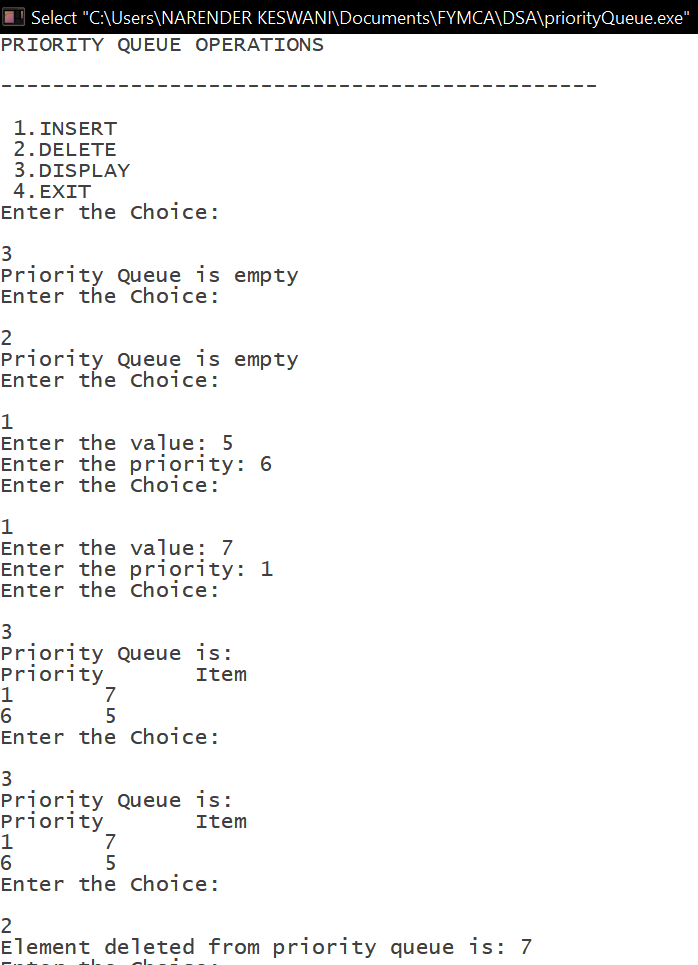 Select "C:\Users\NARENDER KESWANI\Documents\FYMCA\DSA\priorityQueue.exe"
PRIORITY QUEUE OPERATIONS
----------------------------------------------
1.INSERT
2.DELETE
3.DISPLAY
4.EXIT
Enter the Choice:
3
Priority Queue is empty
Enter the Choice:
2
Priority Queue is empty
Enter the Choice:
1
Enter the value: 5
Enter the priority: 6
Enter the Choice:
1
Enter the value: 7
Enter the priority: 1
Enter the Choice:
3
Priority Queue is:
Priority       Item
1       7
6       5
Enter the Choice:
3
Priority Queue is:
Priority       Item
1       7
6       5
Enter the Choice:
2
Element deleted from priority queue is: 7
Enter the Choice: